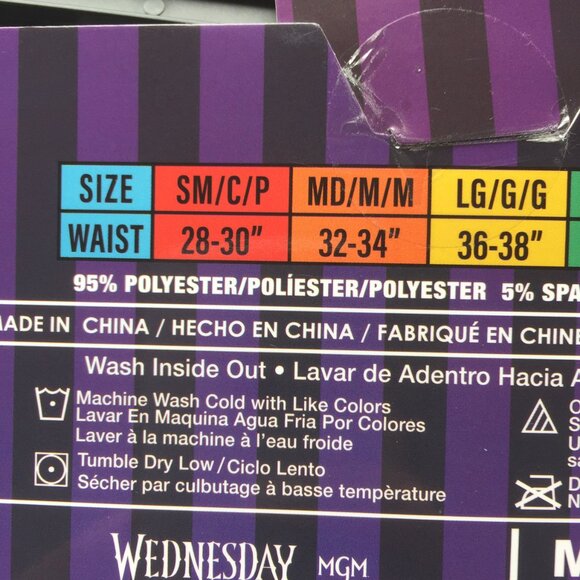 SIZE SM/C/P MD/M/M LG/G/G
WAIST 28-30" 32-34" 36-38"
95% POLYESTER/POLÍESTER/POLYESTER 5%
MADE IN CHINA / HECHO EN CHINA / FABRIQUÉ EN CHINE
Wash Inside Out • Lavar de Adentro Hacia
Machine Wash Cold with Like Colors
Lavar En Maquina Agua Fria Por Colores
Laver à la machine à l'eau froide
Tumble Dry Low/Ciclo Lento
Sécher par culbutage à basse tempèrature
WEDNESDAY MGM